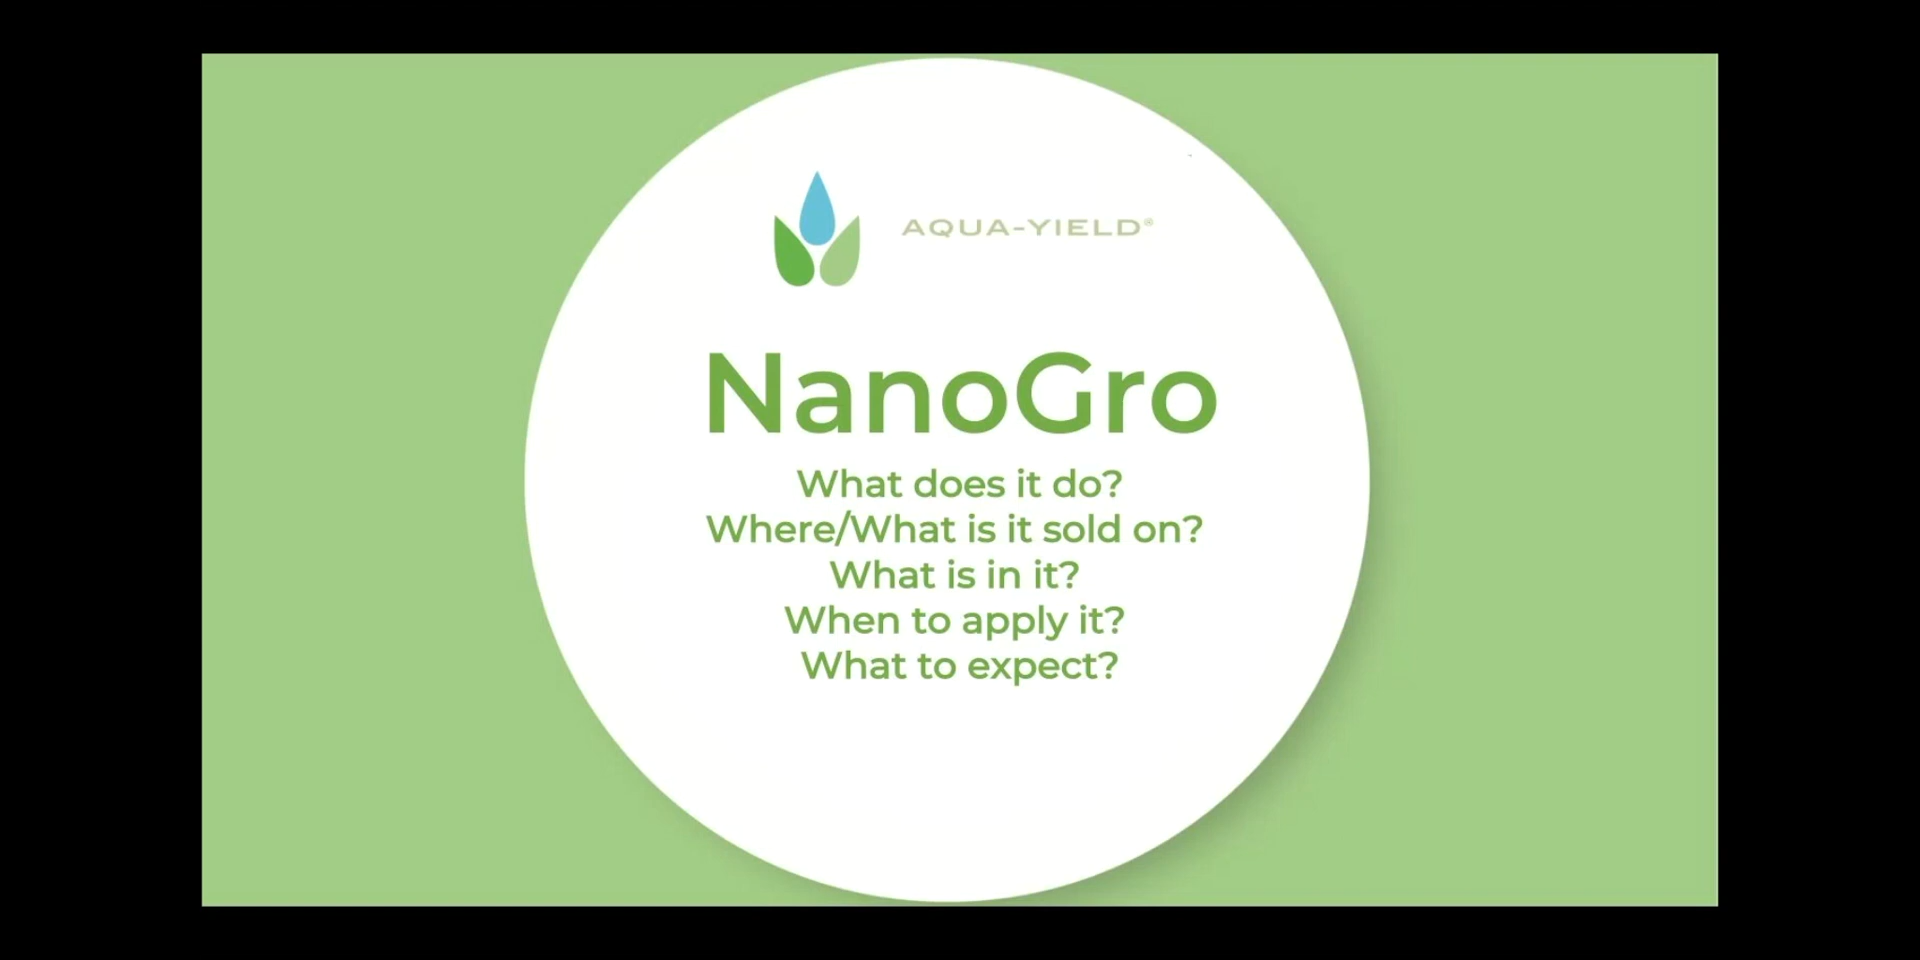 AQUA-YIELD®
NanoGro
What does it do?
Where/What is it sold on?
What is in it?
When to apply it?
What to expect?